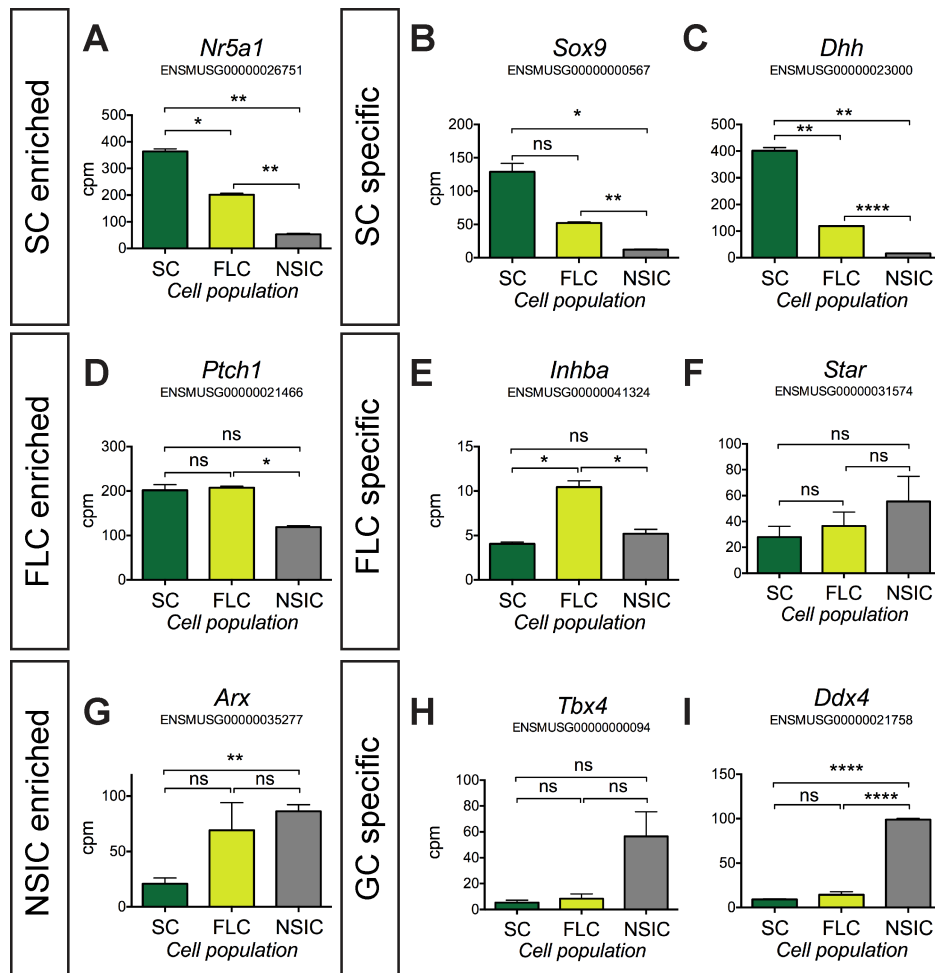 SC enriched
A
Nr5a1
ENSMUSG00000026751
**
*
**
cpm
500
400
300
200
100
0
SC FLC NSIC
Cell population
SC specific
B
Sox9
ENSMUSG00000000567
*
ns
**
cpm
200
150
100
50
0
SC FLC NSIC
Cell population
C
Dhh
ENSMUSG00000023000
**
**
****
500
400
300
200
100
0
SC FLC NSIC
Cell population
FLC enriched
D
Ptch1
ENSMUSG00000021466
ns
ns *
cpm
300
200
100
0
SC FLC NSIC
Cell population
FLC specific
E
Inhba
ENSMUSG00000041324
ns
* *
cpm
15
10
5
0
SC FLC NSIC
Cell population
F
Star
ENSMUSG00000031574
ns
ns
ns
100
80
60
40
20
0
SC FLC NSIC
Cell population
NSIC enriched
G
Arx
ENSMUSG00000035277
**
ns ns
cpm
100
50
0
SC FLC NSIC
Cell population
GC specific
H
Tbx4
ENSMUSG00000000094
ns
ns ns
cpm
100
80
60
40
20
0
SC FLC NSIC
Cell population
I
Ddx4
ENSMUSG00000021758
****
ns ****
150
100
50
0
SC FLC NSIC
Cell population